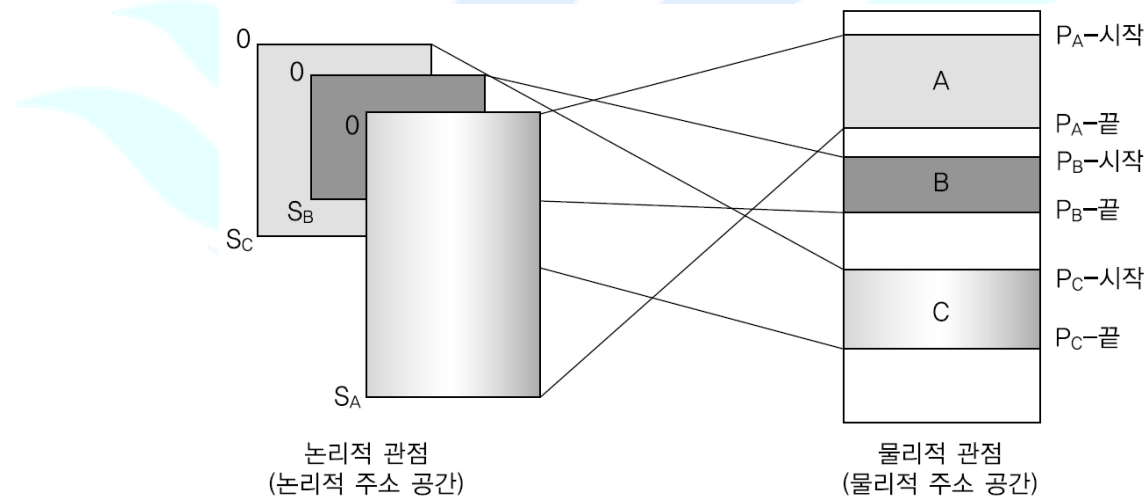 0
0
0
S_B
S_C
S_A
논리적 관점
(논리적 주소 공간)
A
B
C
P_A-시작
P_A-끝
P_B-시작
P_B-끝
P_C-시작
P_C-끝
물리적 관점
(물리적 주소 공간)